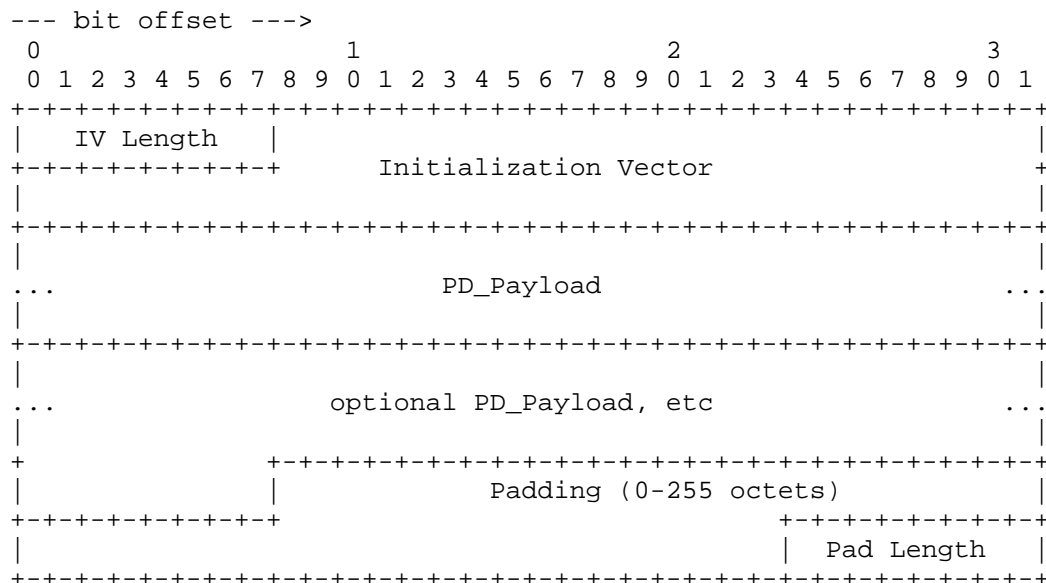 --- bit offset --->
 0                   1                   2                   3
 0 1 2 3 4 5 6 7 8 9 0 1 2 3 4 5 6 7 8 9 0 1 2 3 4 5 6 7 8 9 0 1
+-+-+-+-+-+-+-+-+-+-+-+-+-+-+-+-+-+-+-+-+-+-+-+-+-+-+-+-+-+-+-+-+
|   IV Length   |                                               |
+-+-+-+-+-+-+-+-+      Initialization Vector                    +
|                                                               |
+-+-+-+-+-+-+-+-+-+-+-+-+-+-+-+-+-+-+-+-+-+-+-+-+-+-+-+-+-+-+-+-+
|                                                               |
...                        PD_Payload                         ...
|                                                               |
+-+-+-+-+-+-+-+-+-+-+-+-+-+-+-+-+-+-+-+-+-+-+-+-+-+-+-+-+-+-+-+-+
|                                                               |
...                 optional PD_Payload, etc                  ...
|                                                               |
+               +-+-+-+-+-+-+-+-+-+-+-+-+-+-+-+-+-+-+-+-+-+-+-+-+
|               |             Padding (0-255 octets)            |
+-+-+-+-+-+-+-+-+                               +-+-+-+-+-+-+-+-+
|                                               |  Pad Length   |
+-+-+-+-+-+-+-+-+-+-+-+-+-+-+-+-+-+-+-+-+-+-+-+-+-+-+-+-+-+-+-+-+